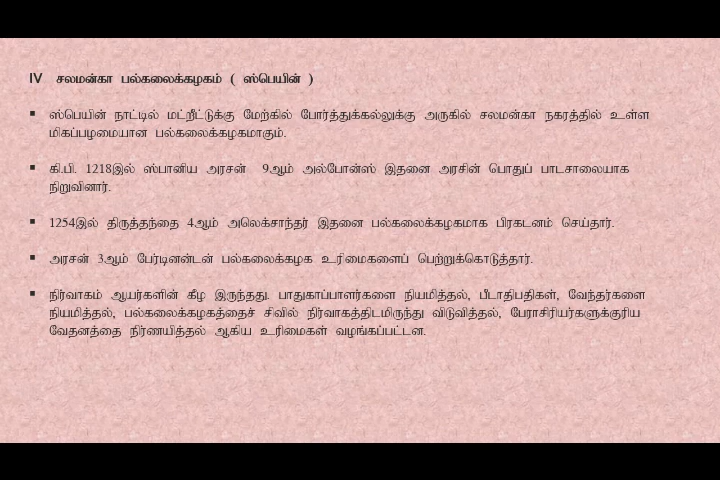 IV சலமன்கா பல்கலைக்கழகம் ( ஸ்பெயின் )
▪ ஸ்பெயின் நாட்டில் மட்றீட்டுக்கு மேற்கில் போர்த்துக்கல்லுக்கு அருகில் சலமன்கா நகரத்தில் உள்ள
மிகப்பழமையான பல்கலைக்கழகமாகும்.
▪ கி.பி. 1218இல் ஸ்பானிய அரசன் 9ஆம் அல்போன்ஸ் இதனை அரசின் பொதுப் பாடசாலையாக
நிறுவினார்.
▪ 1254இல் திருத்தந்தை 4ஆம் அலெக்சாந்தர் இதனை பல்கலைக்கழகமாக பிரகடனம் செய்தார்.
▪ அரசன் 3ஆம் பேர்டினன்டன் பல்கலைக்கழக உரிமைகளைப் பெற்றுக்கொடுத்தார்.
▪ நிர்வாகம் ஆயர்களின் கீழ இருந்தது. பாதுகாப்பாளர்களை நியமித்தல், பீடாதிபதிகள், வேந்தர்களை
நியமித்தல், பல்கலைக்கழகத்தைச் சிவில் நிர்வாகத்திடமிருந்து விடுவித்தல், பேராசிரியர்களுக்குரிய
வேதனத்தை நிர்ணயித்தல் ஆகிய உரிமைகள் வழங்கப்பட்டன.